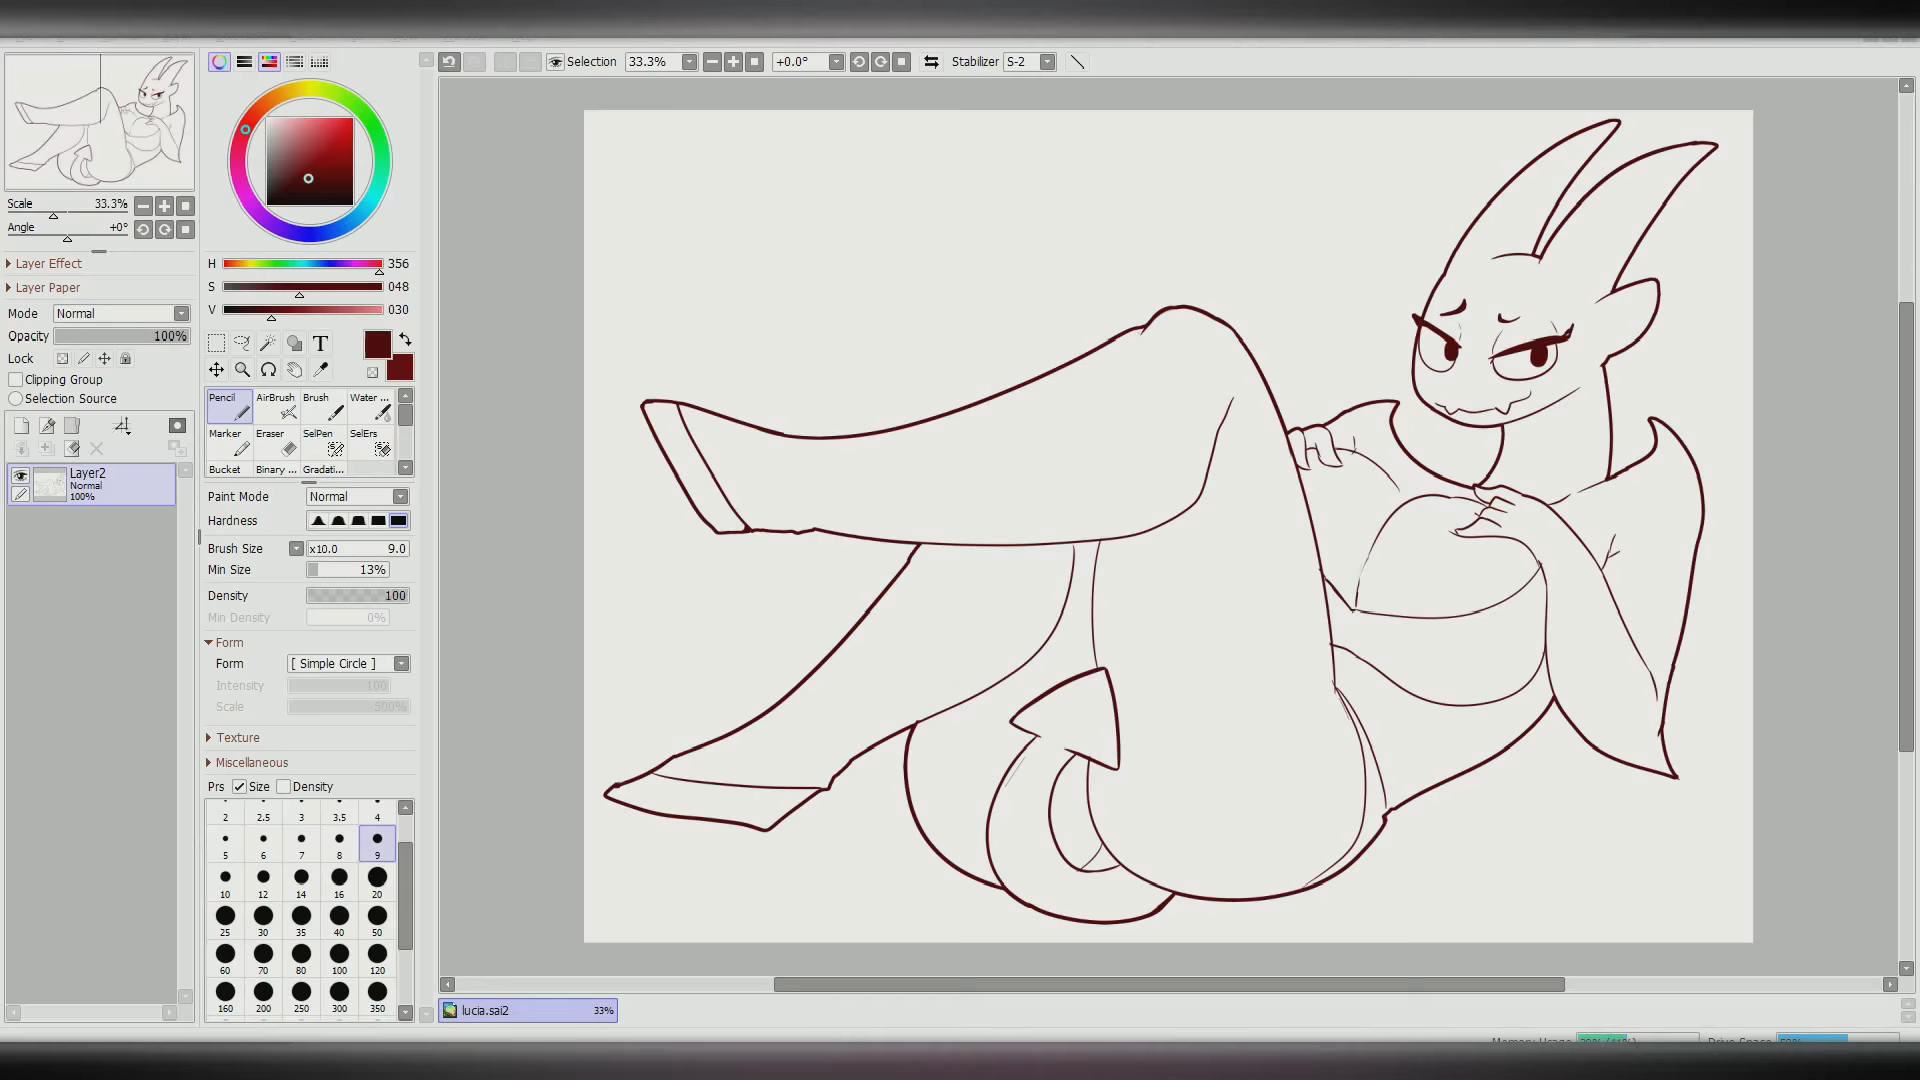 Selection 33.3% +0.0° Stabilizer S-2
Scale 33.3%
Angle +0°
Layer Effect
Layer Paper
Mode Normal
Opacity 100%
Lock
Clipping Group
Selection Source
Layer2
Normal
100%
H 356
S 048
V 030
T
Pencil AirBrush Brush Water ...
Marker Eraser SelPen SelErs
Bucket Binary ... Gradati...
Paint Mode Normal
Hardness
Brush Size x10.0 9.0
Min Size 13%
Density 100
Min Density 0%
Form
Form [ Simple Circle ]
Intensity 100
Scale 500%
Texture
Miscellaneous
Prs Size Density
2 2.5 3 3.5 4
5 6 7 8 9
10 12 14 16 20
25 30 35 40 50
60 70 80 100 120
160 200 250 300 350
lucia.sai2 33%